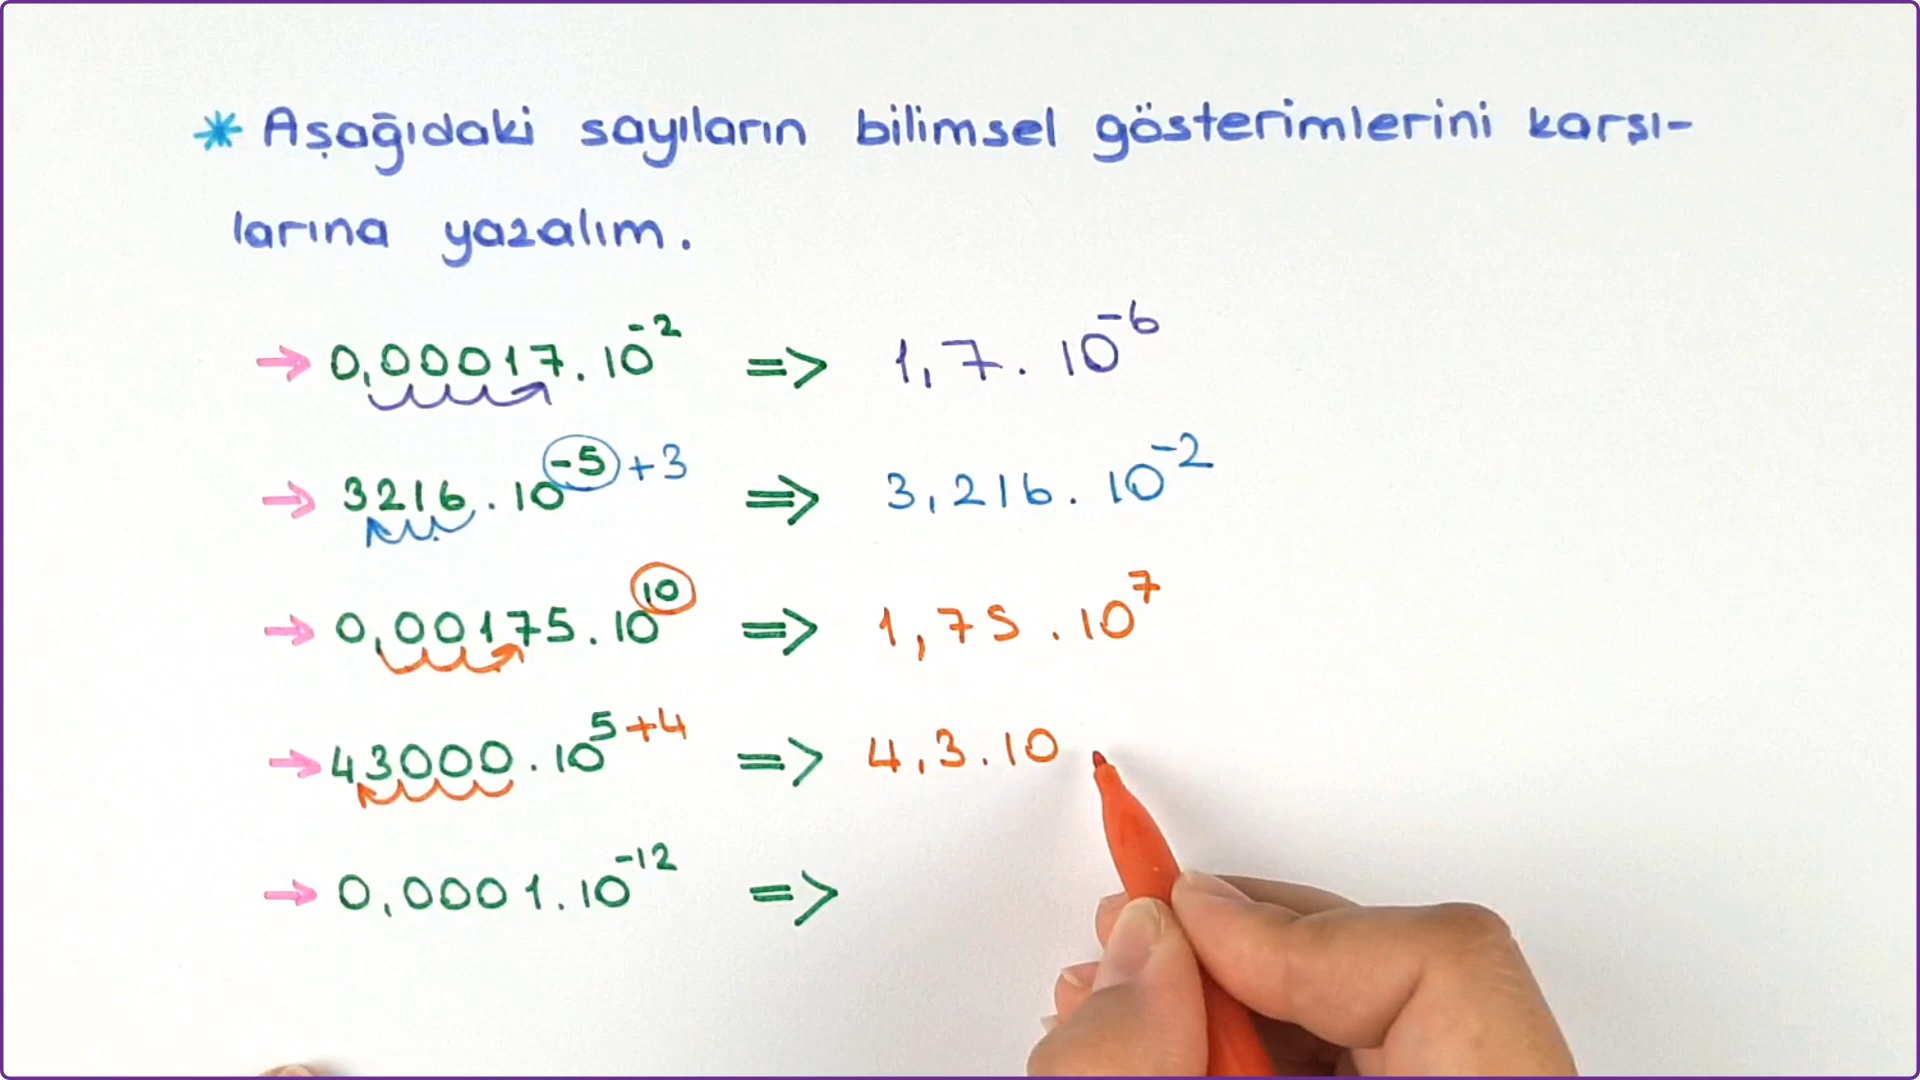 * Aşağıdaki sayıların bilimsel gösterimlerini karşı-
larına yazalım.
→ 0,00017.10⁻² => 1,7.10⁻⁶
→ 3216.10⁻⁵⁺³ => 3,216.10⁻²
→ 0,00175.10¹⁰ => 1,75.10⁷
→ 43000.10⁵⁺⁴ => 4,3.10
→ 0,0001.10⁻¹² =>